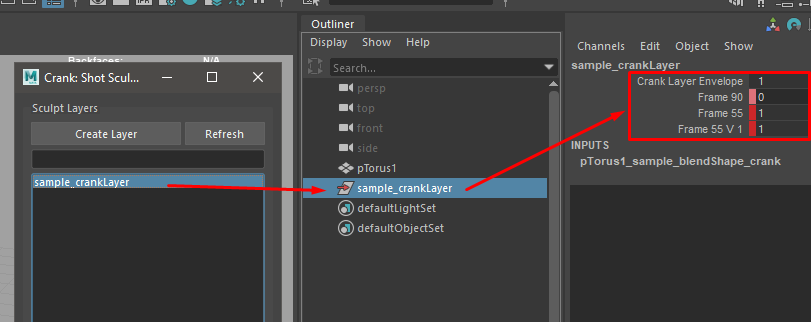 Outliner
Backfaces: N/A
Crank: Shot Scul...
Sculpt Layers
Create Layer
Refresh
sample_crankLayer
Display Show Help
Search...
persp
top
front
side
pTorus1
sample_crankLayer
defaultLightSet
defaultObjectSet
Channels Edit Object Show
sample_crankLayer
Crank Layer Envelope 1
Frame 90 0
Frame 55 1
Frame 55 V 1 1
INPUTS
pTorus1_sample_blendShape_crank